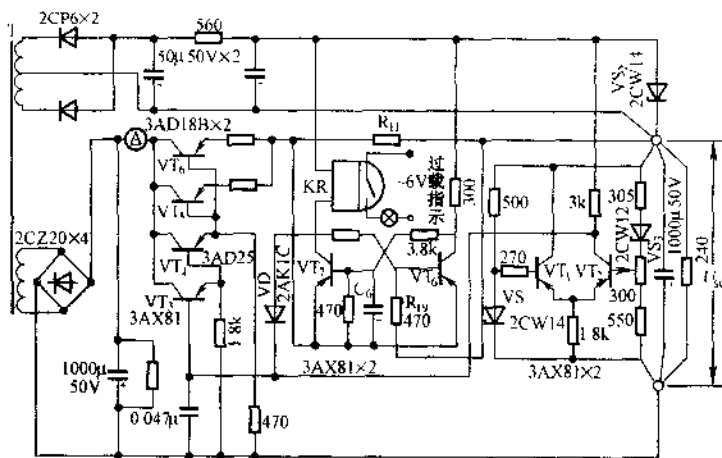 2CP6×2
560
50μ 50V×2
T
A
3AD18B×2
VT₆
VT₅
2CZ20×4
VT₄
3AD25
VT₃
3AX81
1.8k
1000μ
50V
0.047μ
470
VD
2AK1C
R₁₁
KR
~6V
过载指示
300
3.8k
VT₇
C₆
VT₆
470
R₁₉
470
3AX81×2
500
270
VS
2CW14
VT₁
VT₂
1.8k
3AX81×2
3k
VS₂
2CW14
305
2CW12
VS₃
300
550
1000μ 50V
240